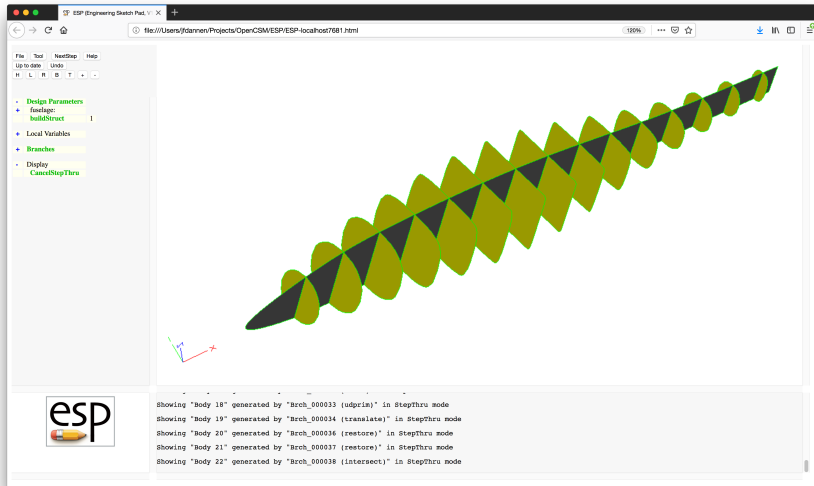 ESP (Engineering Sketch Pad, V
file:///Users/jfdannen/Projects/OpenCSM/ESP/ESP-localhost7681.html
120%
File Tool NextStep Help
Up to date Undo
H L R B T + -
- Design Parameters
+ fuselage:
buildStruct 1
+ Local Variables
+ Branches
- Display
CancelStepThru
esp
Showing "Body 18" generated by "Brch_000033 (udprim)" in StepThru mode
Showing "Body 19" generated by "Brch_000034 (translate)" in StepThru mode
Showing "Body 20" generated by "Brch_000036 (restore)" in StepThru mode
Showing "Body 21" generated by "Brch_000037 (restore)" in StepThru mode
Showing "Body 22" generated by "Brch_000038 (intersect)" in StepThru mode